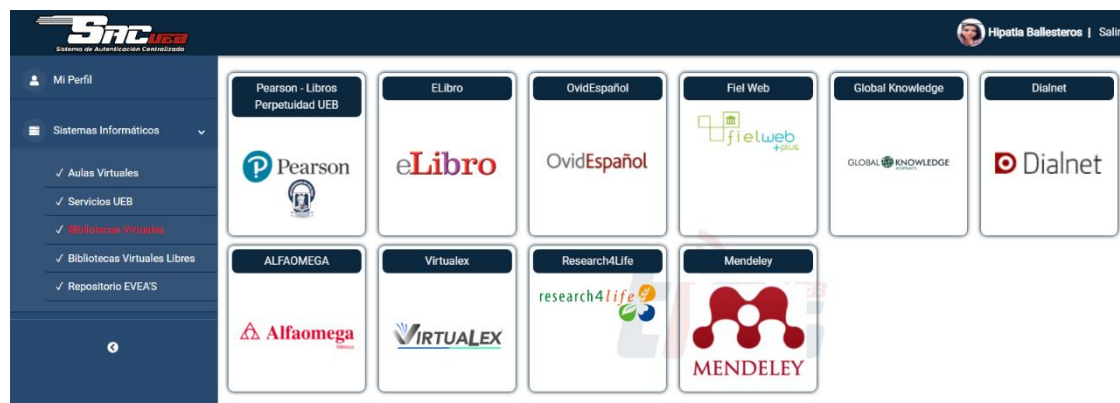 SAC UEB
Sistema de Autenticación Centralizada
Hipatia Ballesteros | Salir
Mi Perfil
Sistemas Informáticos
✓ Aulas Virtuales
✓ Servicios UEB
✓ Bibliotecas Virtuales
✓ Bibliotecas Virtuales Libres
✓ Repositorio EVEA'S
Pearson - Libros
Perpetuidad UEB
Pearson
ELibro
eLibro
OvidEspañol
OvidEspañol
Fiel Web
fielweb
+plus
Global Knowledge
GLOBAL KNOWLEDGE
Dialnet
Dialnet
ALFAOMEGA
Alfaomega
Virtualex
VIRTUALEX
Research4Life
research4life
Mendeley
MENDELEY